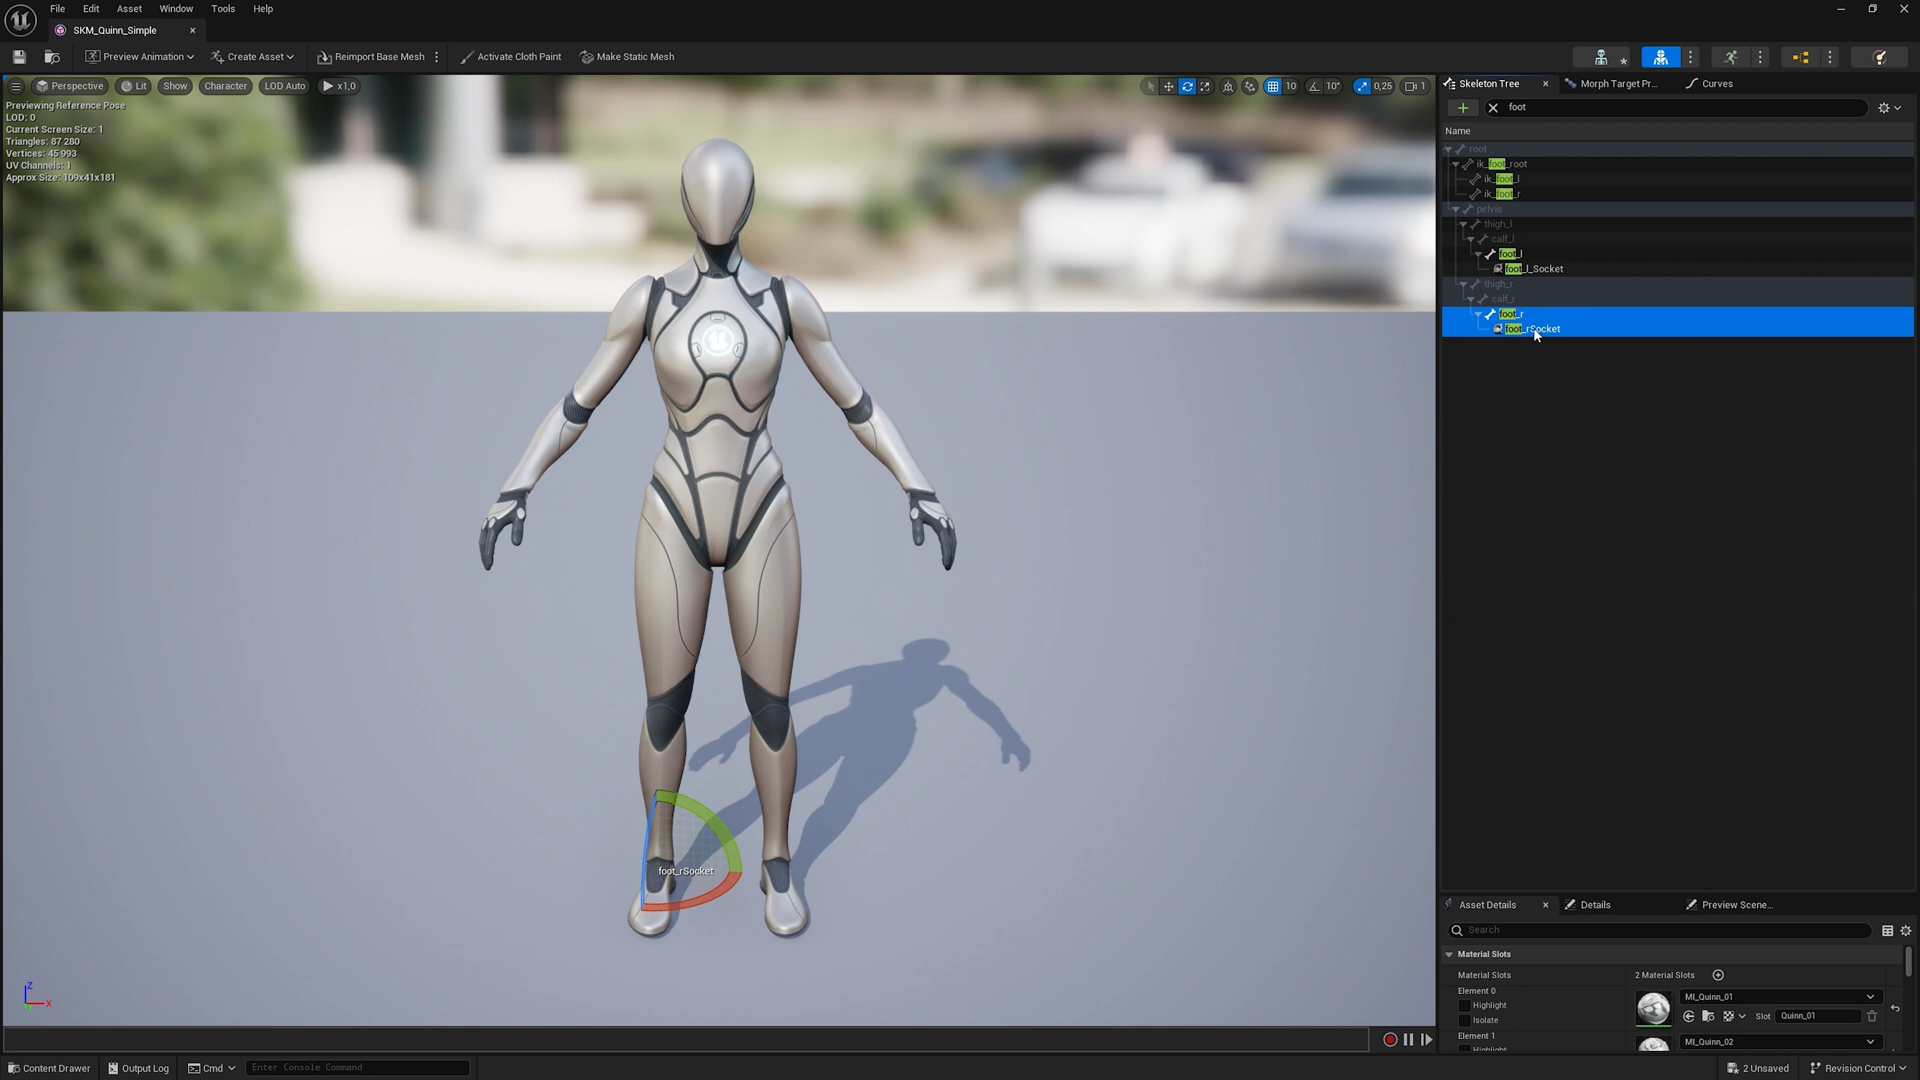 File Edit Asset Window Tools Help
SKM_Quinn_Simple
Preview Animation Create Asset Reimport Base Mesh Activate Cloth Paint Make Static Mesh
Perspective Lit Show Character LOD Auto x1,0 10 10° 0,25 1
Previewing Reference Pose
LOD: 0
Current Screen Size: 1
Triangles: 87 280
Vertices: 45 993
UV Channels: 1
Approx Size: 109x41x181
foot_rSocket
Z
X
Skeleton Tree Morph Target Pr... Curves
foot
Name
root
ik_foot_root
ik_foot_l
ik_foot_r
pelvis
thigh_l
calf_l
foot_l
foot_l_Socket
thigh_r
calf_r
foot_r
foot_rSocket
Asset Details Details Preview Scene...
Search
Material Slots
Material Slots 2 Material Slots
Element 0
Highlight
Isolate
MI_Quinn_01
Slot Quinn_01
Element 1
Highlight
MI_Quinn_02
Content Drawer Output Log Cmd Enter Console Command 2 Unsaved Revision Control